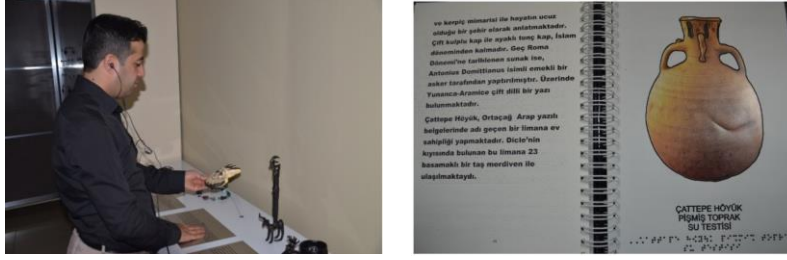 ve kerpiç mimarisi ile hayatın ucuz
olduğu bir şehir olarak anlatmaktadır.
Çift kulplu kap ile ayaklı tunç kap, İslam
döneminden kalmadır. Geç Roma
Dönemi'ne tarihlenen sunak ise,
Antonius Domittianus isimli emekli bir
asker tarafından yaptırılmıştır. Üzerinde
Yunanca-Aramice çift dilli bir yazı
bulunmaktadır.
Çattepe Höyük, Ortaçağ Arap yazılı
belgelerinde adı geçen bir limana ev
sahipliği yapmaktadır. Dicle'nin
kıyısında bulunan bu limana 23
basamaklı bir taş merdiven ile
ulaşılmaktaydı.
ÇATTEPE HÖYÜK
PİŞMİŞ TOPRAK
SU TESTİSİ